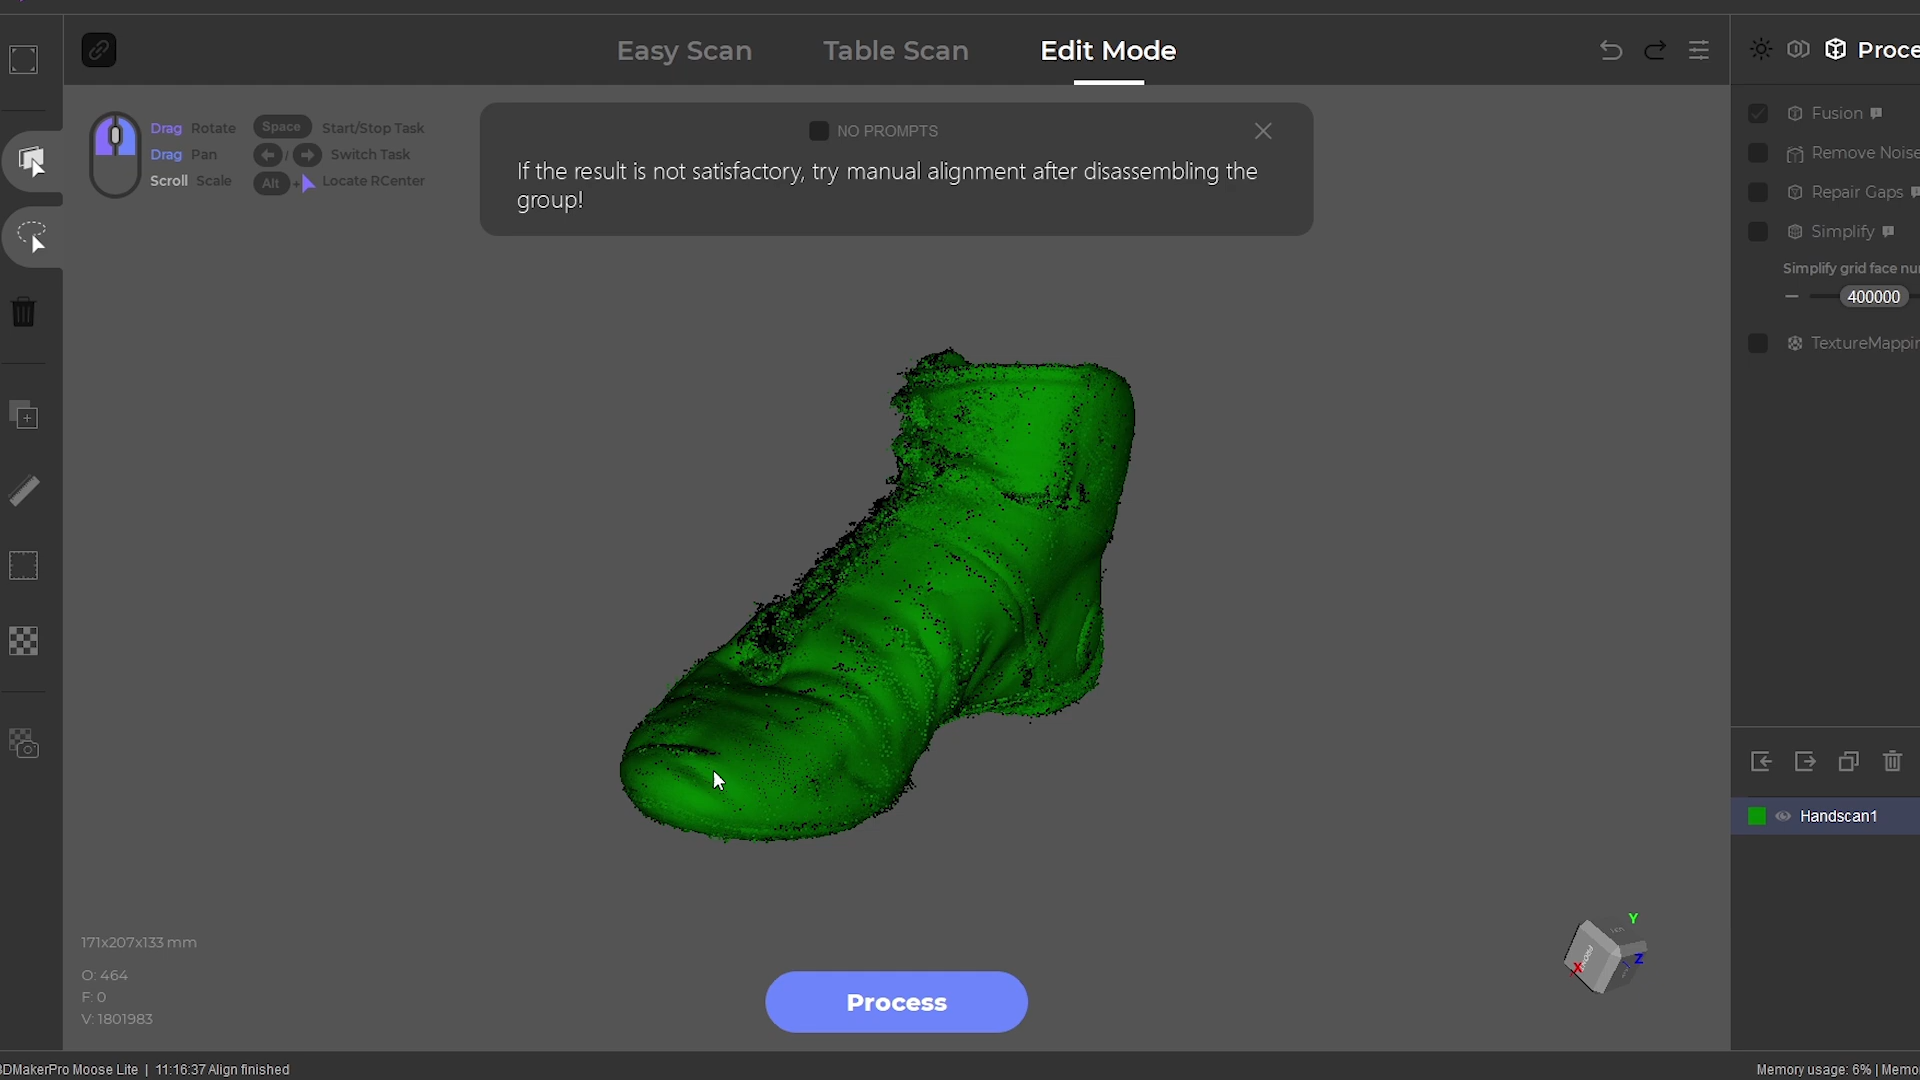 Easy Scan Table Scan Edit Mode Proce
Drag Rotate Space Start/Stop Task
Drag Pan / Switch Task
Scroll Scale Alt + Locate RCenter
NO PROMPTS
If the result is not satisfactory, try manual alignment after disassembling the
group!
Fusion
Remove Noise
Repair Gaps
Simplify
Simplify grid face nu
400000
TextureMappin
Handscan1
171x207x133 mm
O: 464
F: 0
V: 1801983
Process
Y
X
Z
FRONT
3DMakerPro Moose Lite | 11:16:37 Align finished
Memory usage: 6% | Memo